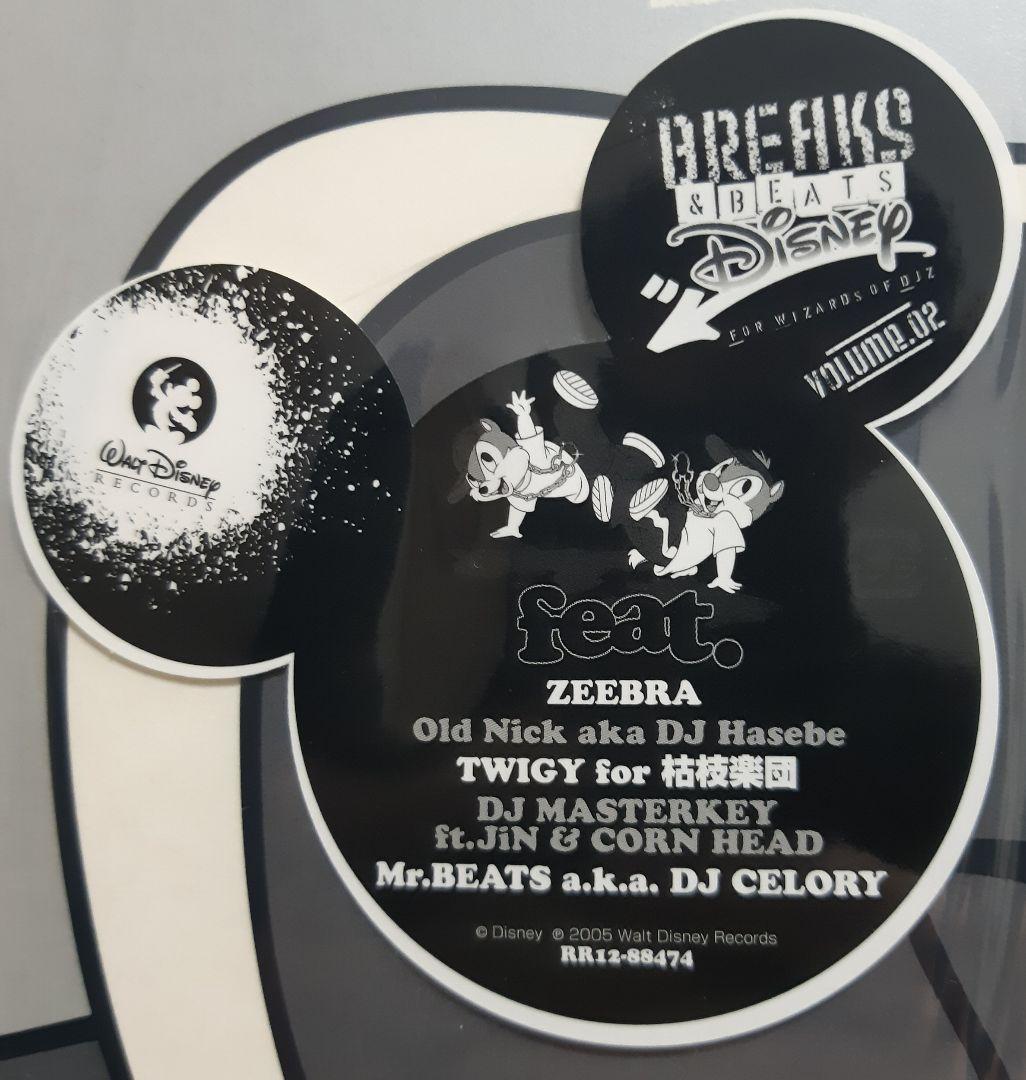 BREAKS
& BEATS
Disney
FOR WIZARDS OF DJZ
VOLUME.02
WALT DISNEY
RECORDS
feat.
ZEEBRA
Old Nick aka DJ Hasebe
TWIGY for 枯枝楽団
DJ MASTERKEY
ft.JiN & CORN HEAD
Mr.BEATS a.k.a. DJ CELORY
© Disney ℗ 2005 Walt Disney Records
RR12-88474